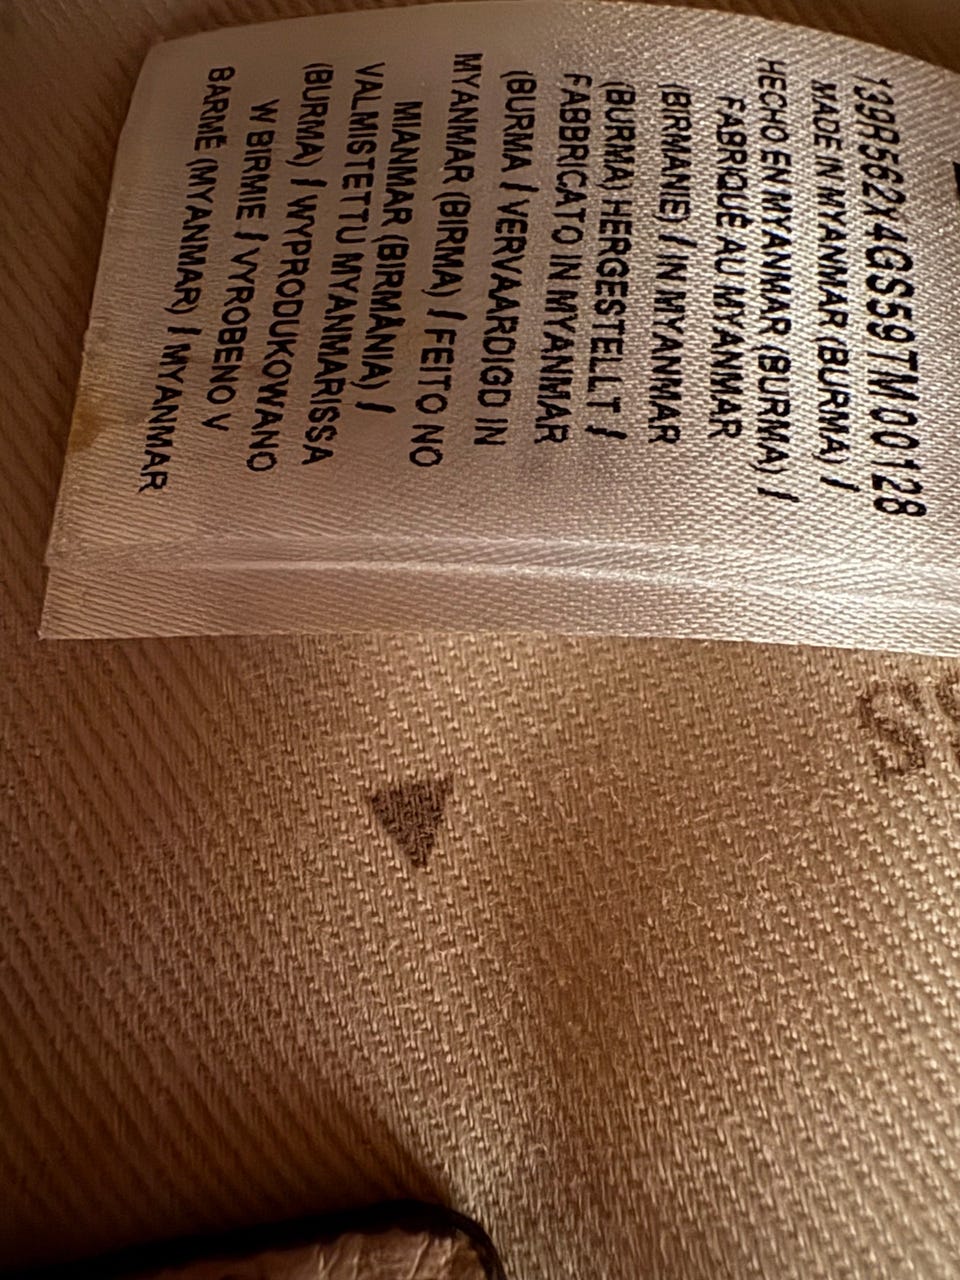 139R562x4GS59TM00128
MADE IN MYANMAR (BURMA) /
HECHO EN MYANMAR (BURMA) /
FABRIQUÉ AU MYANMAR
(BIRMANIE) / IN MYANMAR
(BURMA) HERGESTELLT /
FABBRICATO IN MYANMAR
(BURMA / VERVAARDIGD IN
MYANMAR (BIRMA) / FEITO NO
MIANMAR (BIRMÂNIA) /
VALMISTETTU MYANMARISSA
(BURMA) / WYPRODUKOWANO
W BIRMIE / VYROBENO V
BARMĚ (MYANMAR) / MYANMAR